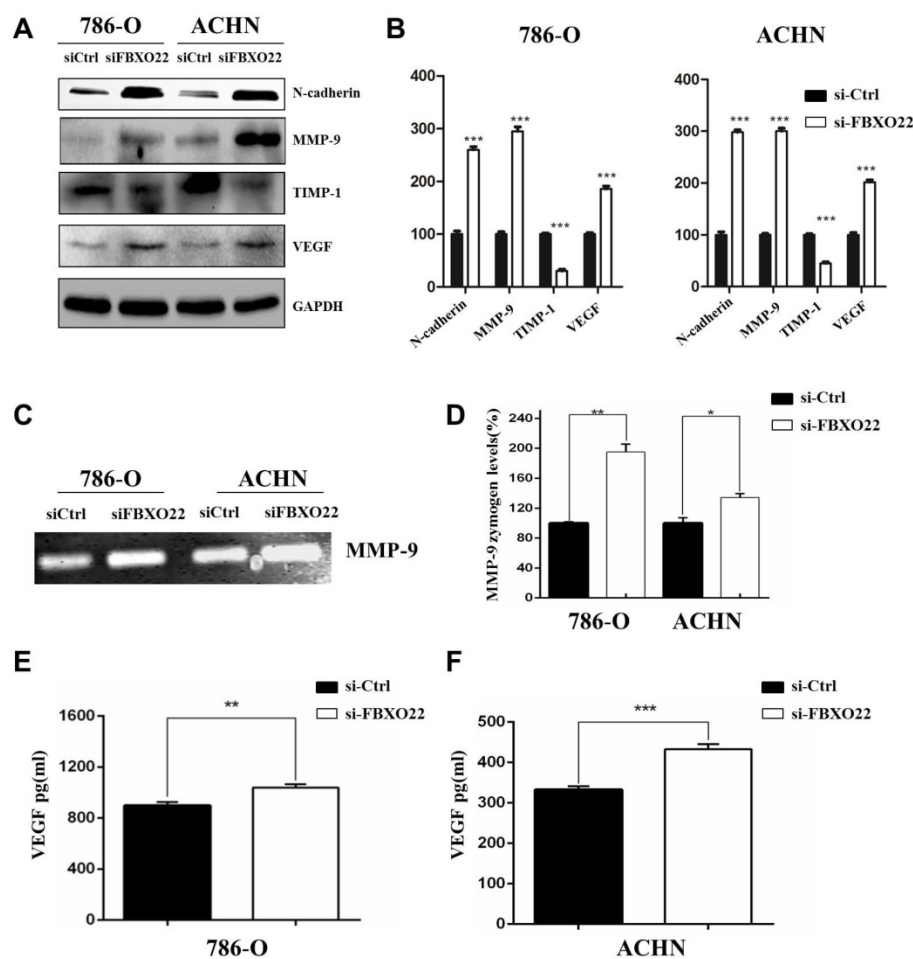 A
786-O
ACHN
siCtrl siFBXO22 siCtrl siFBXO22
N-cadherin
MMP-9
TIMP-1
VEGF
GAPDH
B
786-O
ACHN
si-Ctrl
si-FBXO22
400
300
200
100
0
***
***
***
***
N-cadherin
MMP-9
TIMP-1
VEGF
400
300
200
100
0
***
***
***
***
N-cadherin
MMP-9
TIMP-1
VEGF
C
786-O
ACHN
siCtrl siFBXO22 siCtrl siFBXO22
MMP-9
D
si-Ctrl
si-FBXO22
MMP-9 zymogen levels(%)
240
200
160
120
80
40
0
**
*
786-O
ACHN
E
si-Ctrl
si-FBXO22
VEGF pg(ml)
1600
1200
800
400
0
**
786-O
F
si-Ctrl
si-FBXO22
VEGF pg(ml)
500
400
300
200
100
0
***
ACHN